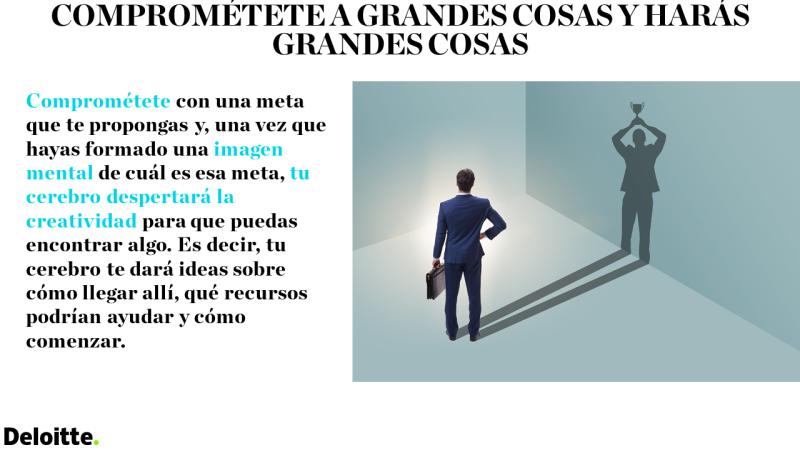 COMPROMÉTETE A GRANDES COSAS Y HARÁS
GRANDES COSAS
Comprométete con una meta
que te propongas y, una vez que
hayas formado una imagen
mental de cuál es esa meta, tu
cerebro despertará la
creatividad para que puedas
encontrar algo. Es decir, tu
cerebro te dará ideas sobre
cómo llegar allí, qué recursos
podrían ayudar y cómo
comenzar.
Deloitte.